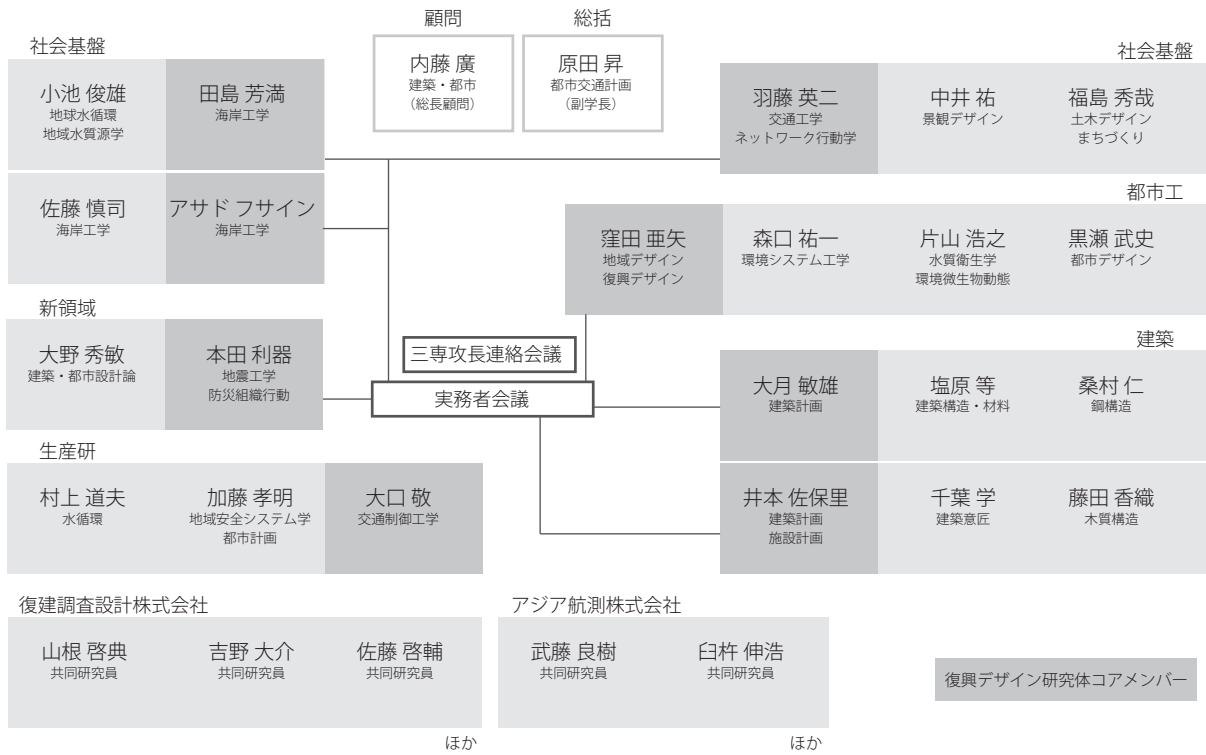 顧問
内藤 廣
建築・都市
(総長顧問)
総括
原田 昇
都市交通計画
(副学長)
社会基盤
小池 俊雄
地球水循環
地域水質源学
田島 芳満
海岸工学
佐藤 慎司
海岸工学
アサド フサイン
海岸工学
社会基盤
羽藤 英二
交通工学
ネットワーク行動学
中井 祐
景観デザイン
福島 秀哉
土木デザイン
まちづくり
都市工
窪田 亜矢
地域デザイン
復興デザイン
森口 祐一
環境システム工学
片山 浩之
水質衛生学
環境微生物動態
黒瀬 武史
都市デザイン
新領域
大野 秀敏
建築・都市設計論
本田 利器
地震工学
防災組織行動
三専攻長連絡会議
実務者会議
建築
大月 敏雄
建築計画
塩原 等
建築構造・材料
桑村 仁
鋼構造
井本 佐保里
建築計画
施設計画
千葉 学
建築意匠
藤田 香織
木質構造
生産研
村上 道夫
水循環
加藤 孝明
地域安全システム学
都市計画
大口 敬
交通制御工学
復建調査設計株式会社
山根 啓典
共同研究員
吉野 大介
共同研究員
佐藤 啓輔
共同研究員
ほか
アジア航測株式会社
武藤 良樹
共同研究員
臼杵 伸浩
共同研究員
ほか
復興デザイン研究体コアメンバー